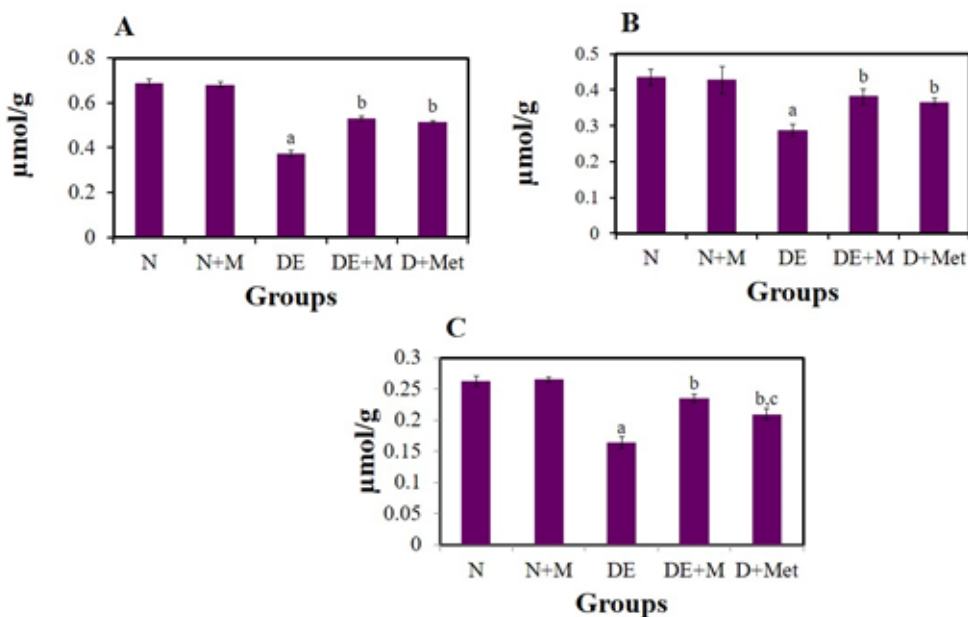 A
µmol/g
0.8
0.6
0.4
0.2
0
a
b
b
N N+M DE DE+M D+Met
Groups
B
µmol/g
0.5
0.4
0.3
0.2
0.1
0
a
b
b
N N+M DE DE+M D+Met
Groups
C
µmol/g
0.3
0.25
0.2
0.15
0.1
0.05
0
a
b
b,c
N N+M DE DE+M D+Met
Groups